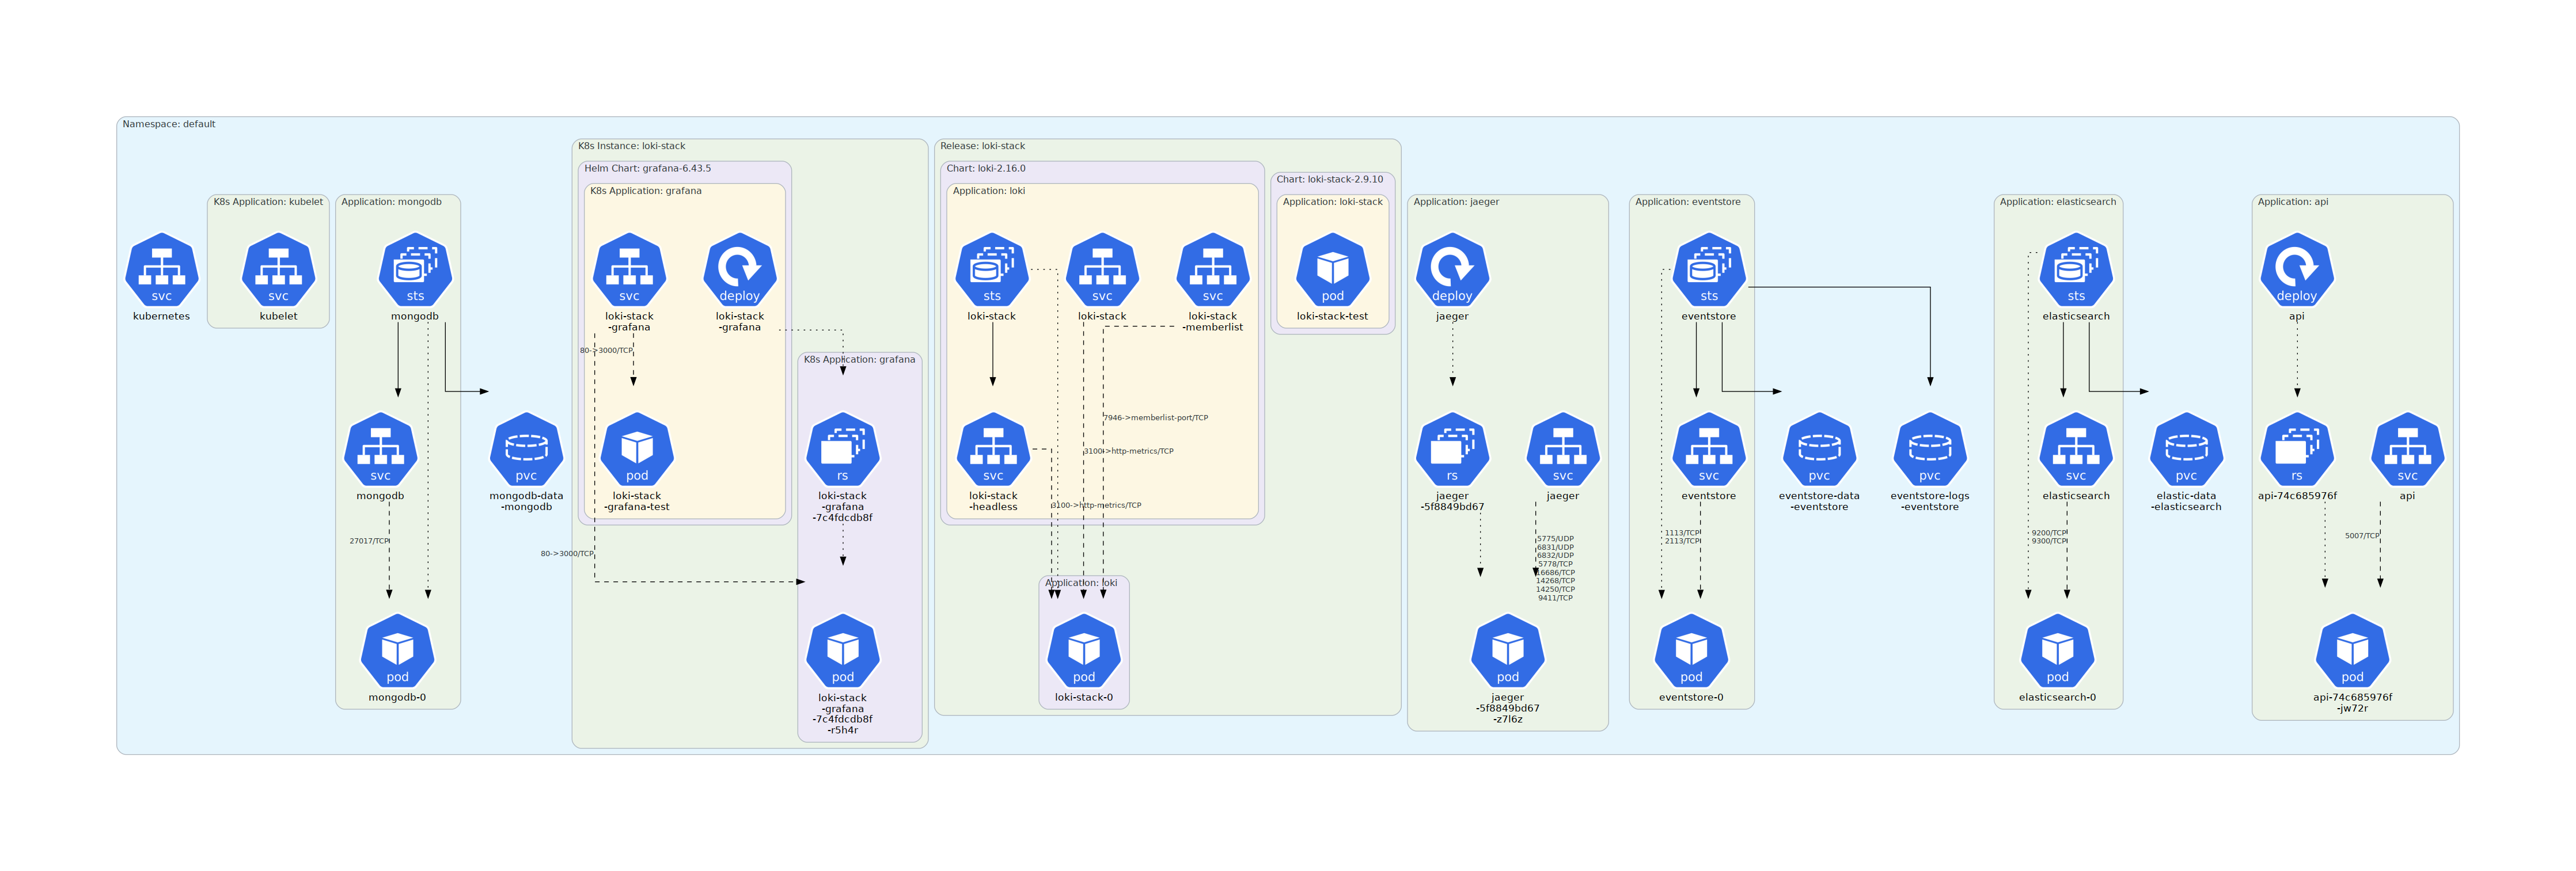 Namespace: default
K8s Instance: loki-stack
Release: loki-stack
Helm Chart: grafana-6.43.5
Chart: loki-2.16.0
Chart: loki-stack-2.9.10
K8s Application: grafana
Application: loki
K8s Application: kubelet
Application: mongodb
Application: loki-stack
Application: jaeger
Application: eventstore
Application: elasticsearch
Application: api
svc
kubernetes
svc
kubelet
sts
mongodb
svc
loki-stack
-grafana
deploy
loki-stack
-grafana
sts
loki-stack
svc
loki-stack
svc
loki-stack
-memberlist
pod
loki-stack-test
deploy
jaeger
sts
eventstore
sts
elasticsearch
deploy
api
80->3000/TCP
K8s Application: grafana
7946->memberlist-port/TCP
3100->http-metrics/TCP
svc
mongodb
pvc
mongodb-data
-mongodb
pod
loki-stack
-grafana-test
rs
loki-stack
-grafana
-7c4fdcdb8f
svc
loki-stack
-headless
3100->http-metrics/TCP
rs
jaeger
-5f8849bd67
svc
jaeger
svc
eventstore
pvc
eventstore-data
-eventstore
pvc
eventstore-logs
-eventstore
svc
elasticsearch
pvc
elastic-data
-elasticsearch
rs
api-74c685976f
svc
api
27017/TCP
80->3000/TCP
5775/UDP
6831/UDP
6832/UDP
5778/TCP
16686/TCP
14268/TCP
14250/TCP
9411/TCP
1113/TCP
2113/TCP
9200/TCP
9300/TCP
5007/TCP
Application: loki
pod
mongodb-0
pod
loki-stack
-grafana
-7c4fdcdb8f
-r5h4r
pod
loki-stack-0
pod
jaeger
-5f8849bd67
-z7l6z
pod
eventstore-0
pod
elasticsearch-0
pod
api-74c685976f
-jw72r